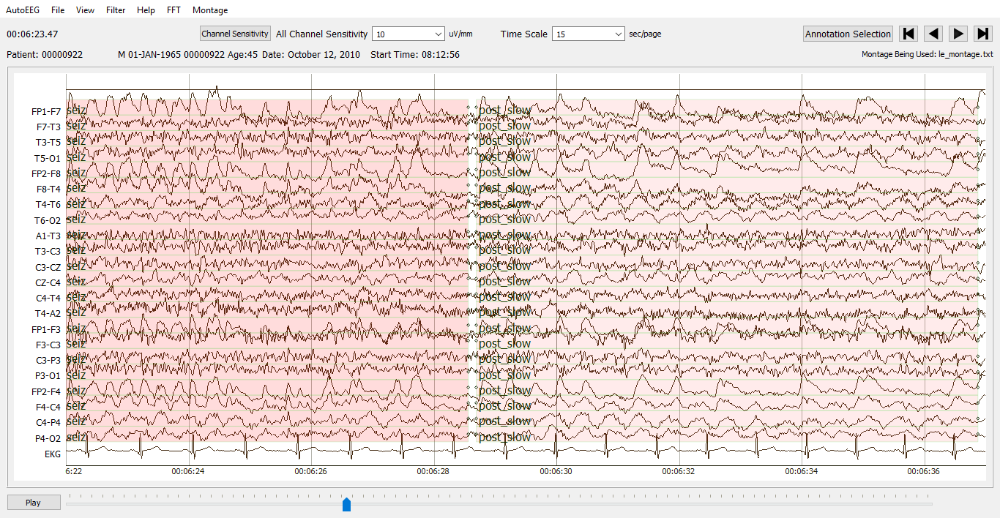 AutoEEG File View Filter Help FFT Montage
00:06:23.47 Channel Sensitivity All Channel Sensitivity 10 uV/mm Time Scale 15 sec/page Annotation Selection
Patient: 00000922 M 01-JAN-1965 00000922 Age:45 Date: October 12, 2010 Start Time: 08:12:56 Montage Being Used: le_montage.txt
FP1-F7 seiz post_slow
F7-T3 seiz post_slow
T3-T5 seiz post_slow
T5-O1 seiz post_slow
FP2-F8 seiz post_slow
F8-T4 seiz post_slow
T4-T6 seiz post_slow
T6-O2 seiz post_slow
A1-T3 seiz post_slow
T3-C3 seiz post_slow
C3-CZ seiz post_slow
CZ-C4 seiz post_slow
C4-T4 seiz post_slow
T4-A2 seiz post_slow
FP1-F3 seiz post_slow
F3-C3 seiz post_slow
C3-P3 seiz post_slow
P3-O1 seiz post_slow
FP2-F4 seiz post_slow
F4-C4 seiz post_slow
C4-P4 seiz post_slow
P4-O2 seiz post_slow
EKG
6:22 00:06:24 00:06:26 00:06:28 00:06:30 00:06:32 00:06:34 00:06:36
Play